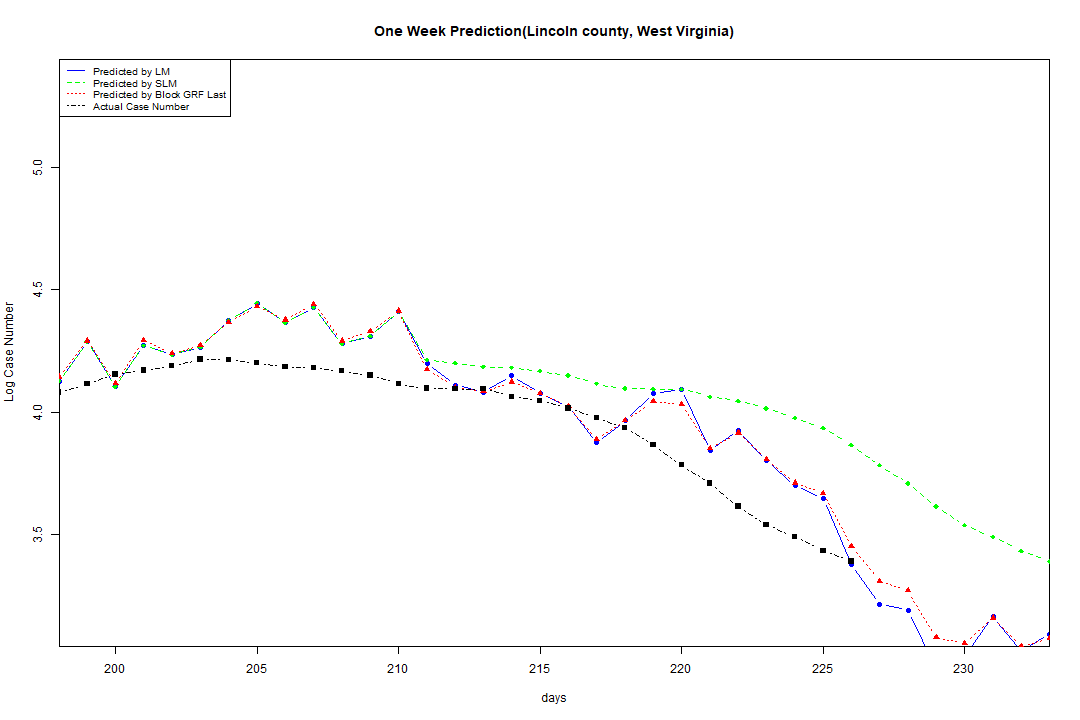 One Week Prediction(Lincoln county, West Virginia)
Predicted by LM
Predicted by SLM
Predicted by Block GRF Last
Actual Case Number
Log Case Number
5.0
4.5
4.0
3.5
200 205 210 215 220 225 230
days